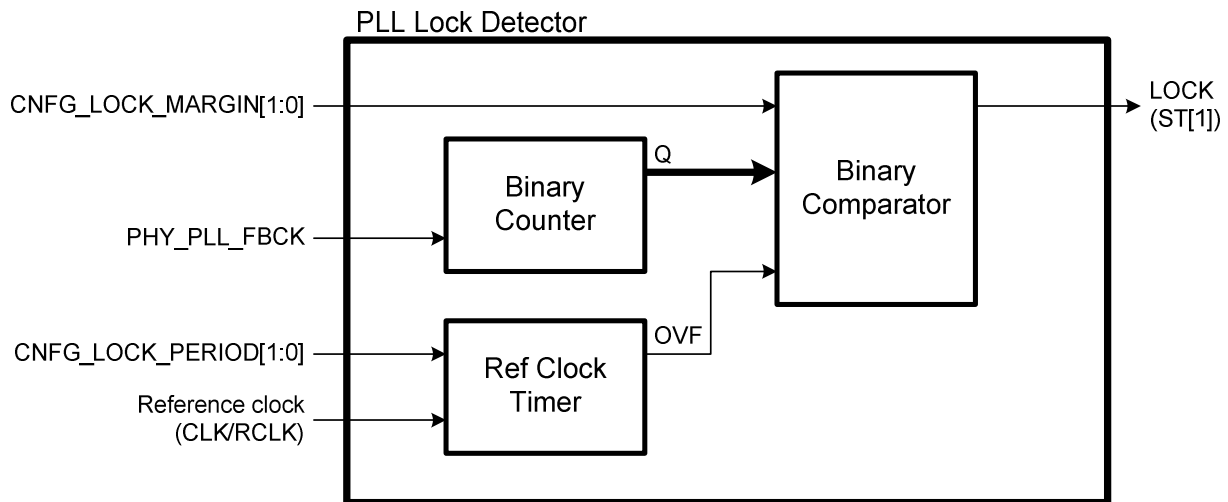 PLL Lock Detector
CNFG_LOCK_MARGIN[1:0]
LOCK
(ST[1])
Q
Binary
Counter
Binary
Comparator
PHY_PLL_FBCK
OVF
CNFG_LOCK_PERIOD[1:0]
Ref Clock
Timer
Reference clock
(CLK/RCLK)